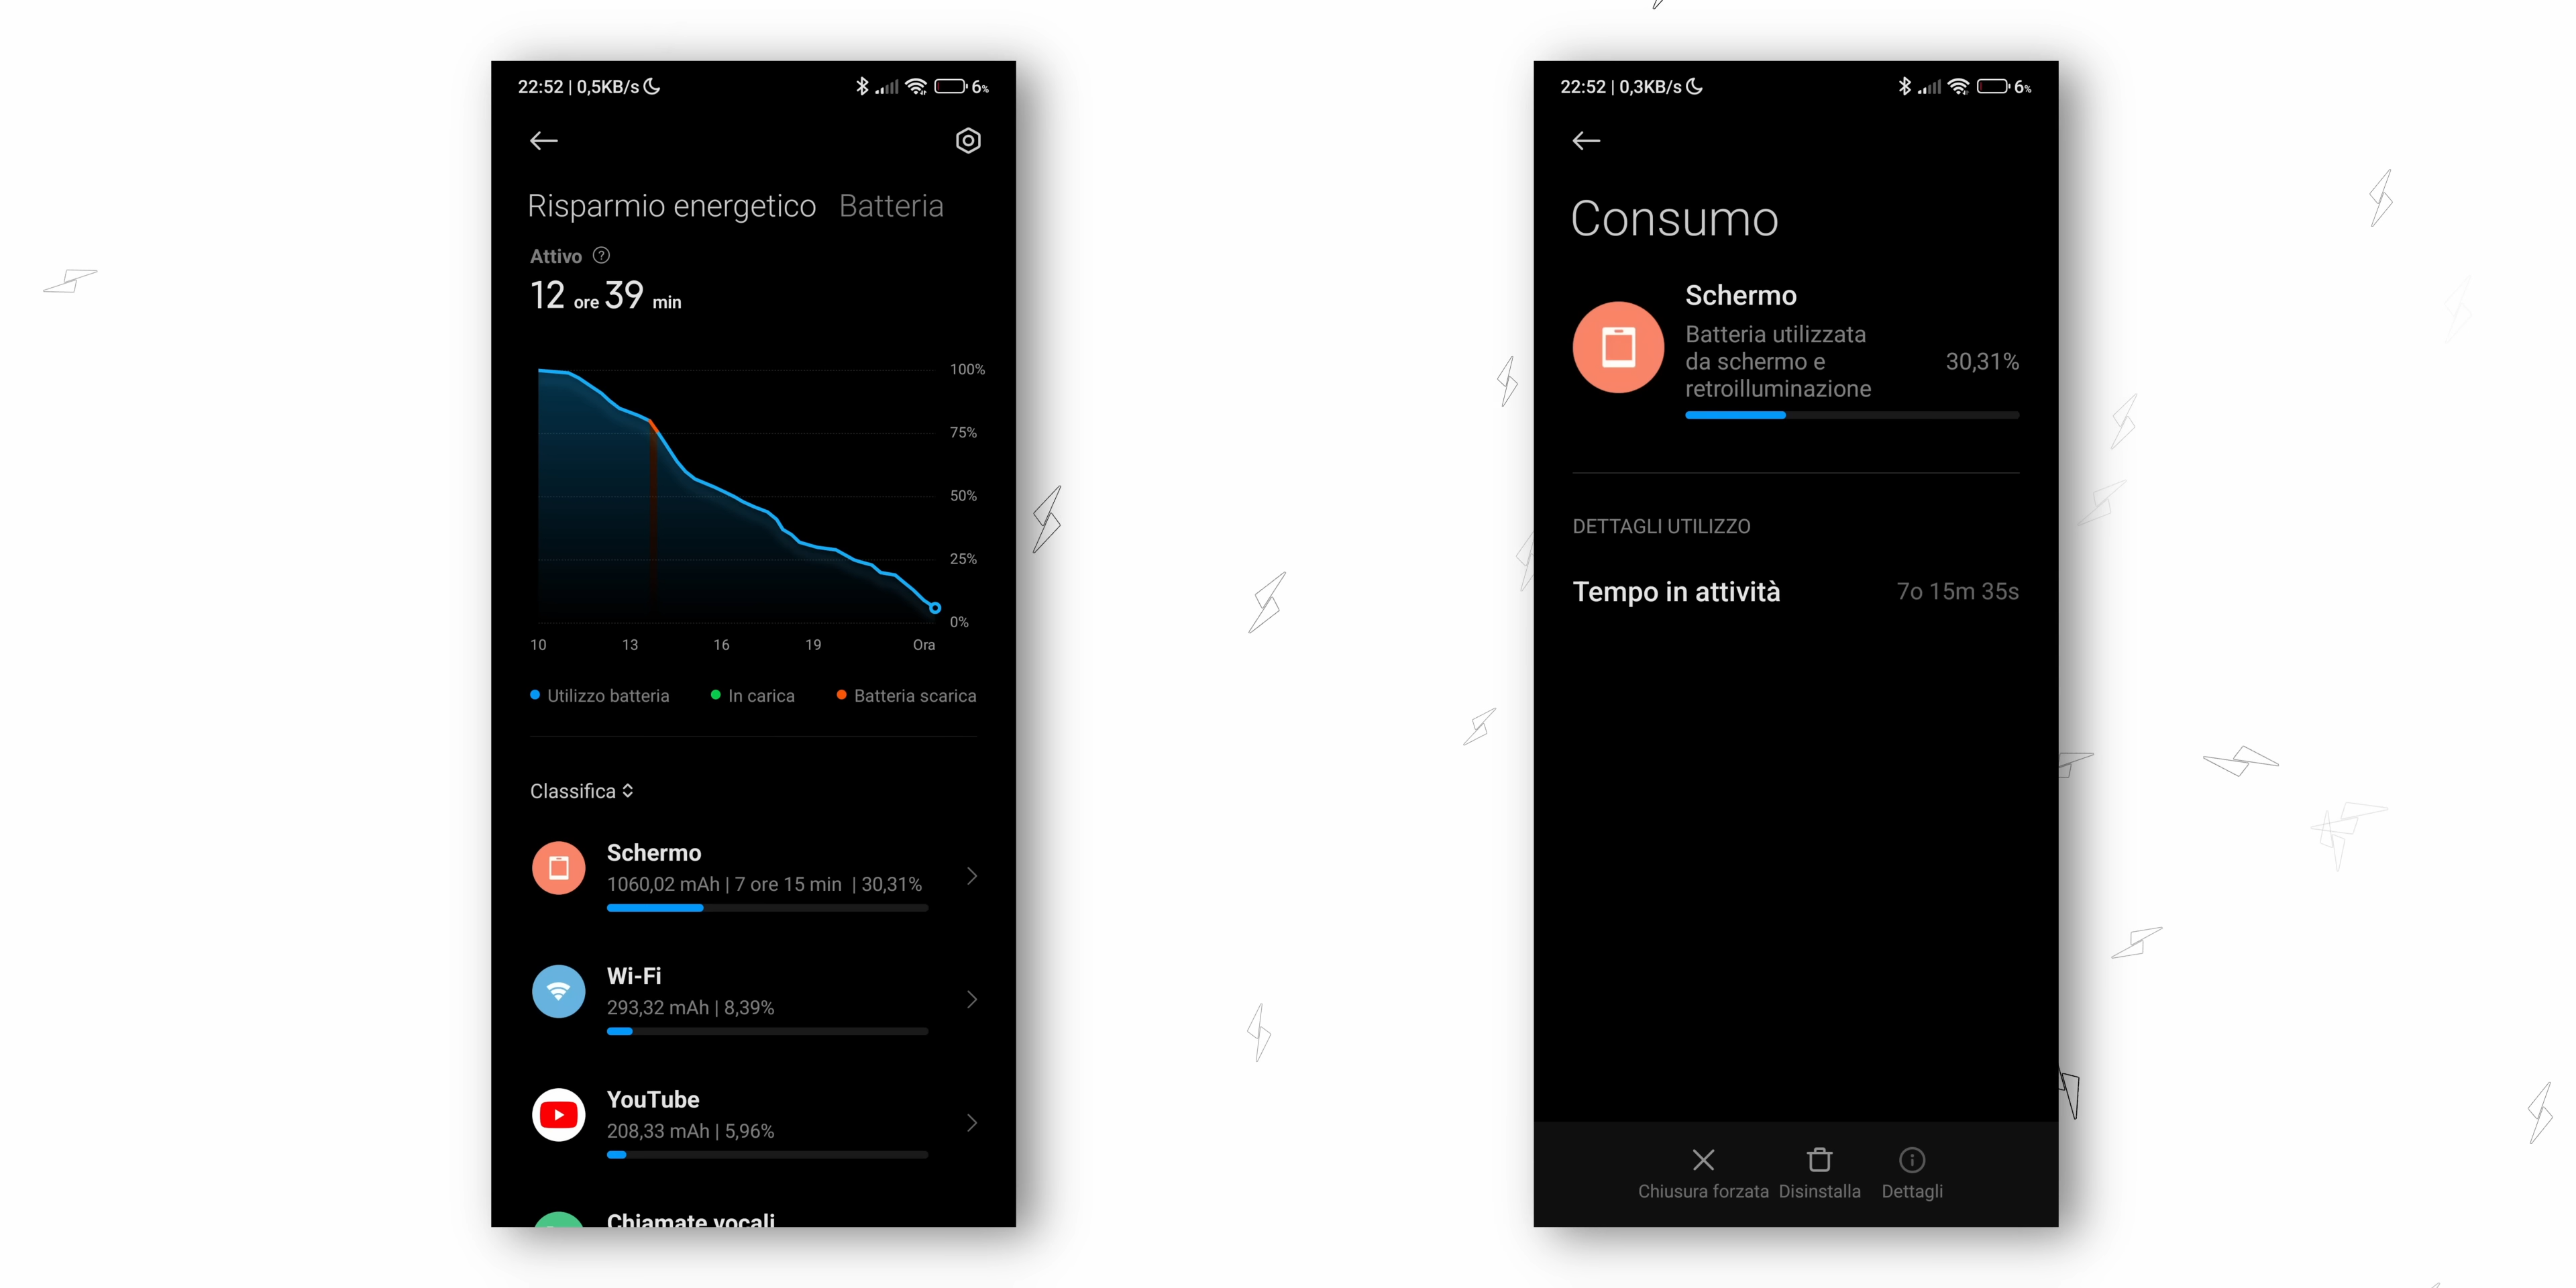 22:52 | 0,5KB/s
6%
Risparmio energetico Batteria
Attivo ?
12 ore 39 min
100%
75%
50%
25%
0%
10 13 16 19 Ora
Utilizzo batteria In carica Batteria scarica
Classifica
Schermo
1060,02 mAh | 7 ore 15 min | 30,31%
Wi-Fi
293,32 mAh | 8,39%
YouTube
208,33 mAh | 5,96%
Chiamate vocali
22:52 | 0,3KB/s
6%
Consumo
Schermo
Batteria utilizzata
da schermo e
retroilluminazione
30,31%
DETTAGLI UTILIZZO
Tempo in attività 7o 15m 35s
Chiusura forzata Disinstalla Dettagli